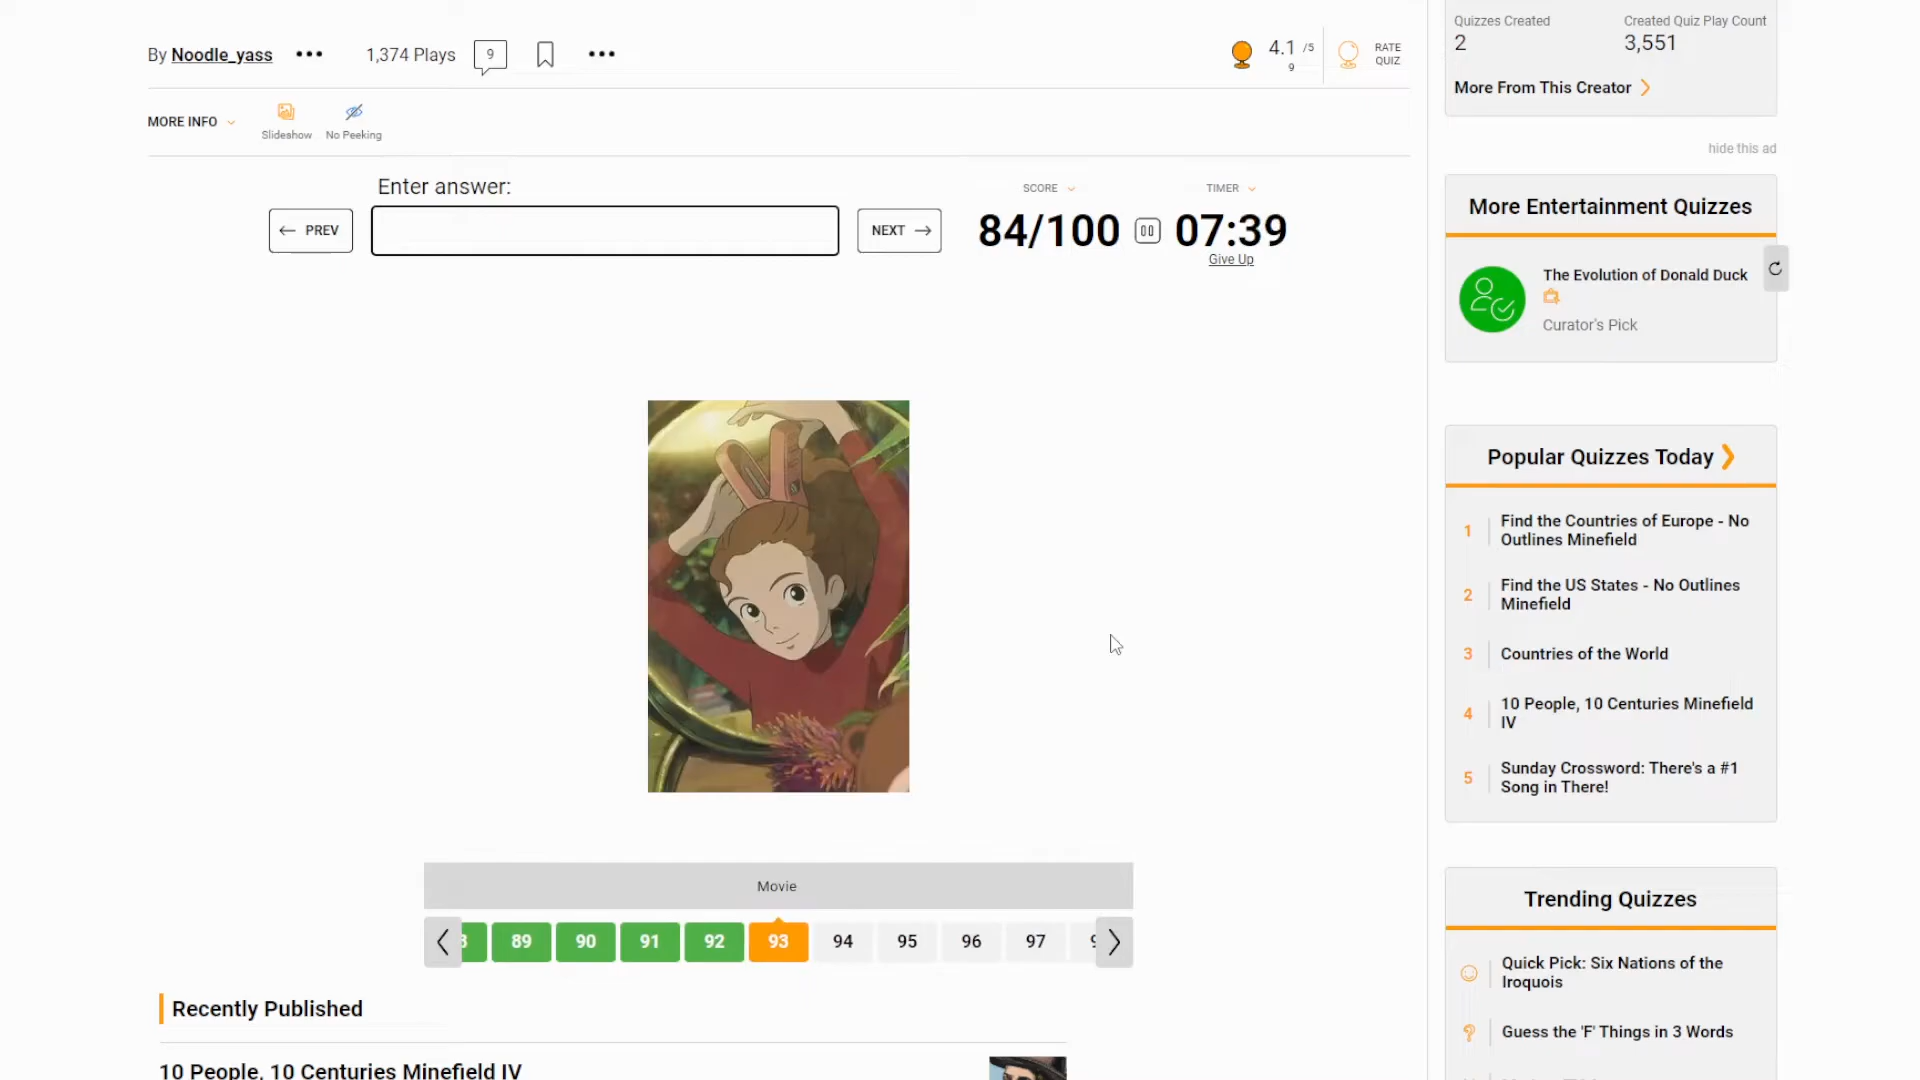 By Noodle_yass
1,374 Plays
9
4.1 /5
9
RATE
QUIZ
MORE INFO
Slideshow
No Peeking
Enter answer:
← PREV
NEXT →
SCORE
84/100
TIMER
07:39
Give Up
Movie
89 90 91 92 93 94 95 96 97
Recently Published
10 People, 10 Centuries Minefield IV
Quizzes Created
2
Created Quiz Play Count
3,551
More From This Creator
hide this ad
More Entertainment Quizzes
The Evolution of Donald Duck
Curator's Pick
Popular Quizzes Today
1 Find the Countries of Europe - No
Outlines Minefield
2 Find the US States - No Outlines
Minefield
3 Countries of the World
4 10 People, 10 Centuries Minefield
IV
5 Sunday Crossword: There's a #1
Song in There!
Trending Quizzes
Quick Pick: Six Nations of the
Iroquois
Guess the 'F' Things in 3 Words